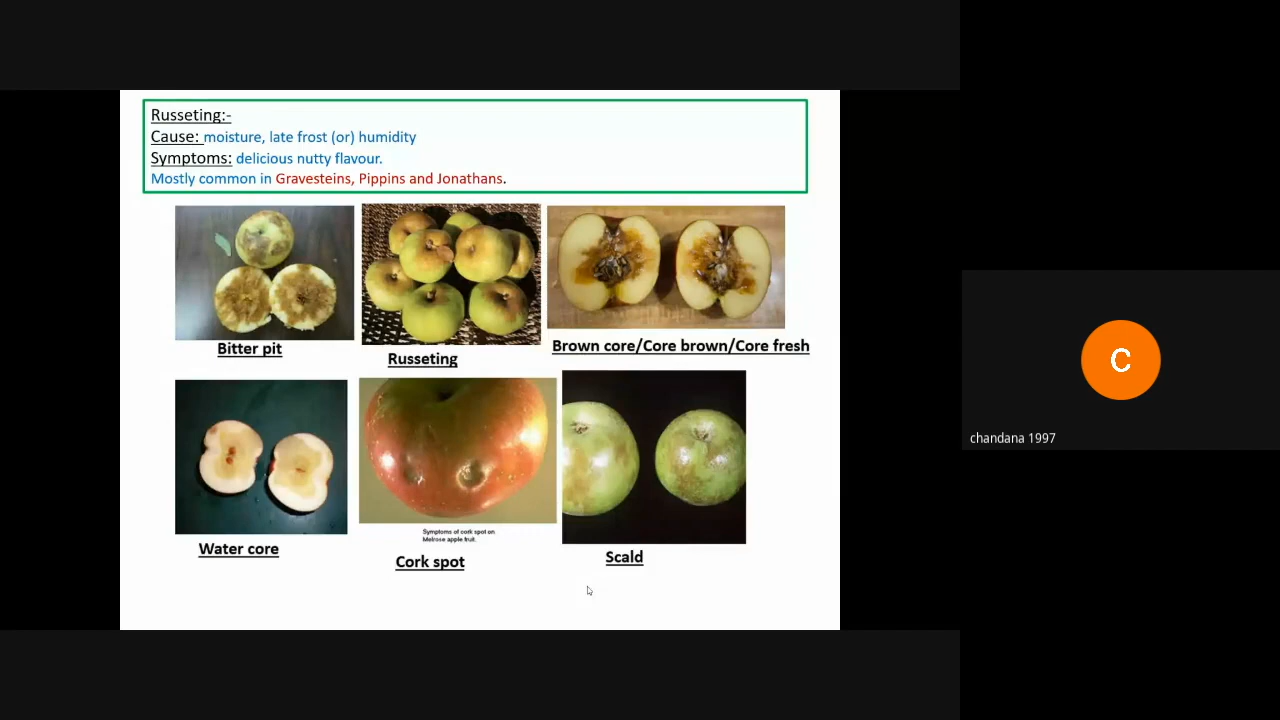 Russeting:-
Cause: moisture, late frost (or) humidity
Symptoms: delicious nutty flavour.
Mostly common in Gravesteins, Pippins and Jonathans.
Bitter pit
Russeting
Brown core/Core brown/Core fresh
Water core
Symptoms of cork spot on
Melrose apple fruit.
Cork spot
Scald
C
chandana 1997